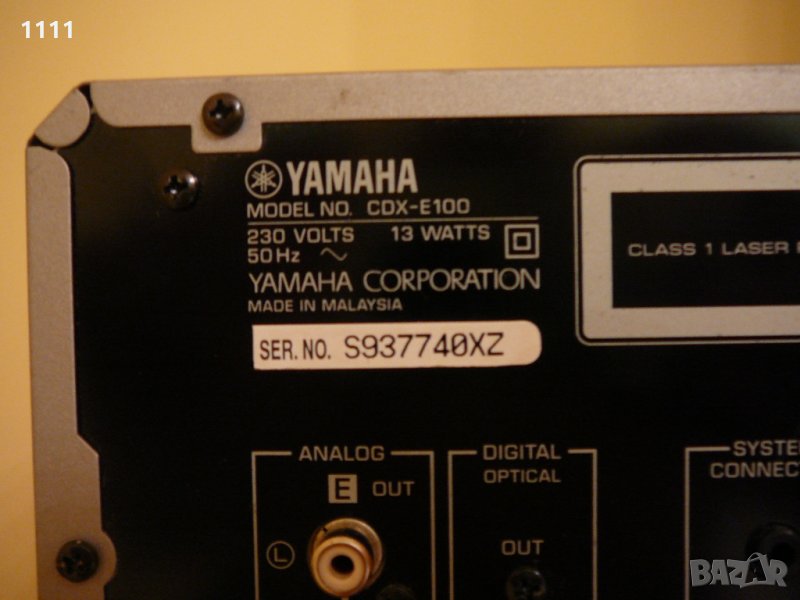 1111
YAMAHA
MODEL NO. CDX-E100
230 VOLTS 13 WATTS
50Hz
YAMAHA CORPORATION
MADE IN MALAYSIA
SER. NO. S937740XZ
CLASS 1 LASER
ANALOG
E OUT
L
DIGITAL
OPTICAL
OUT
SYSTEM
CONNEC
BAZAR